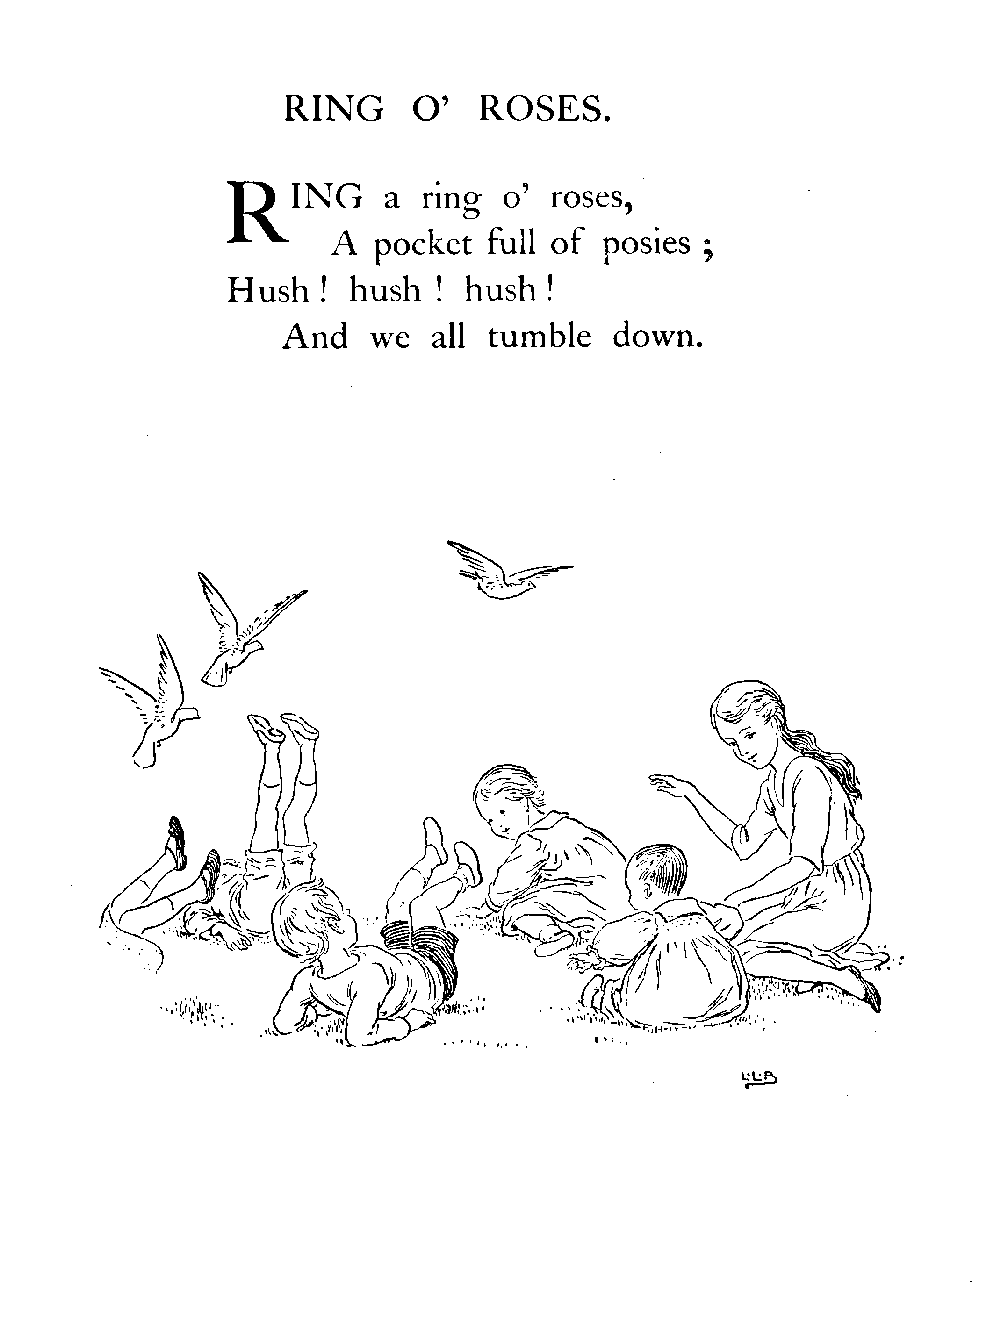 RING O' ROSES.
RING a ring o' roses,
A pocket full of posies ;
Hush ! hush ! hush !
And we all tumble down.
L.L.B